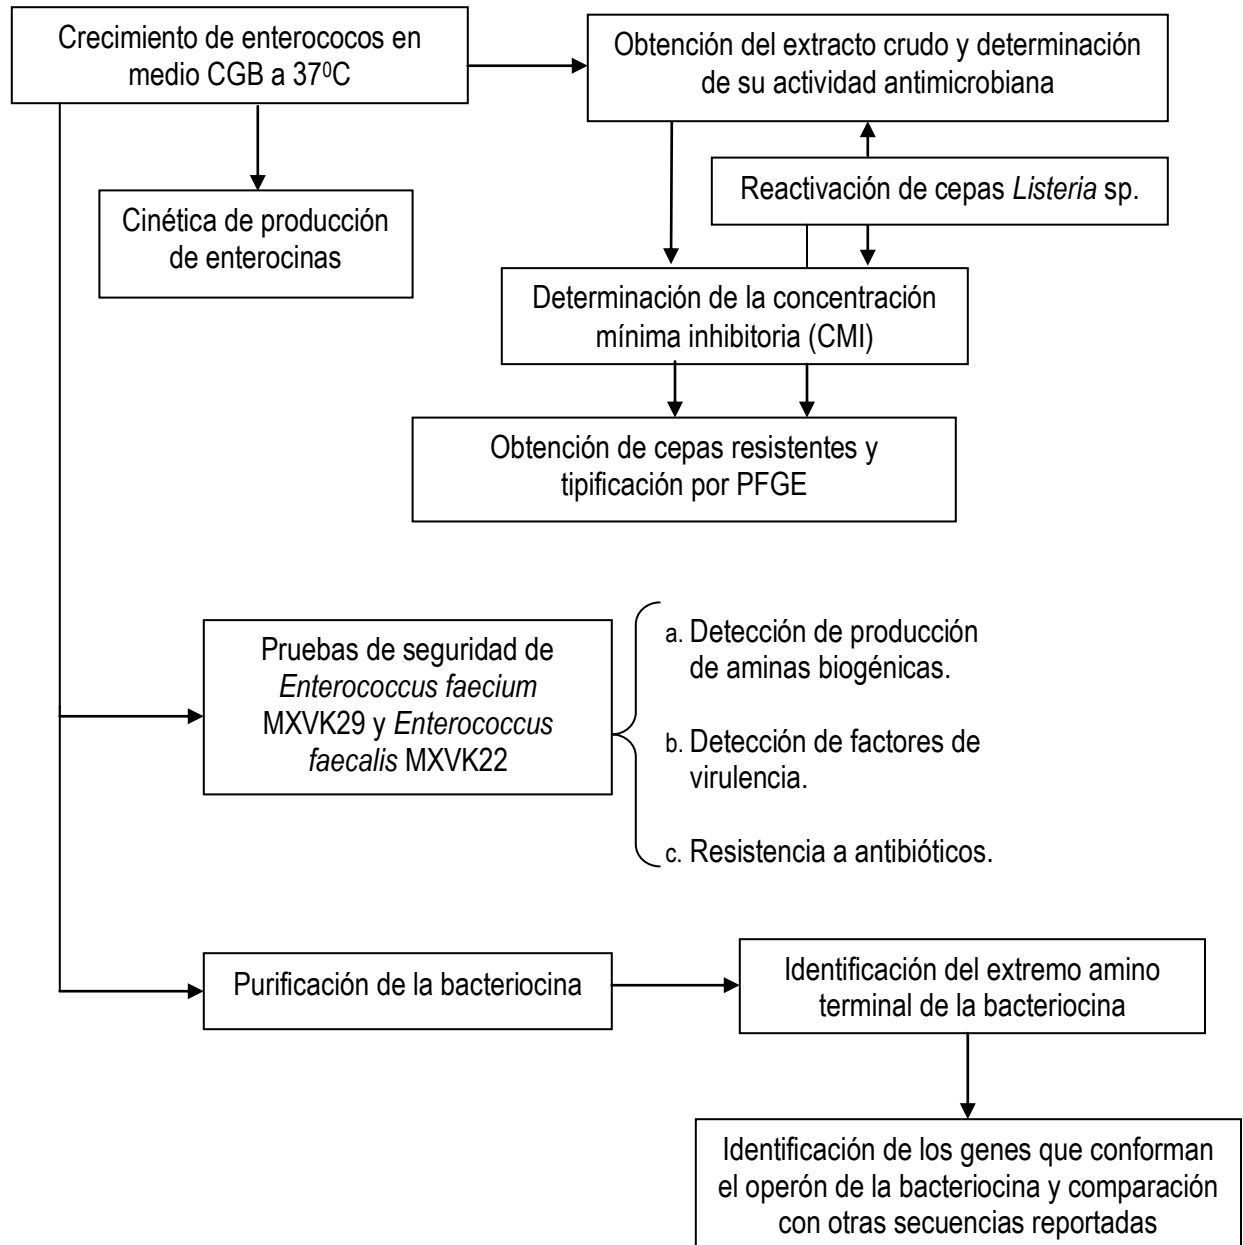 Crecimiento de enterococos en
medio CGB a 37⁰C
Obtención del extracto crudo y determinación
de su actividad antimicrobiana
Reactivación de cepas Listeria sp.
Cinética de producción
de enterocinas
Determinación de la concentración
mínima inhibitoria (CMI)
Obtención de cepas resistentes y
tipificación por PFGE
Pruebas de seguridad de
Enterococcus faecium
MXVK29 y Enterococcus
faecalis MXVK22
a. Detección de producción
de aminas biogénicas.
b. Detección de factores de
virulencia.
c. Resistencia a antibióticos.
Purificación de la bacteriocina
Identificación del extremo amino
terminal de la bacteriocina
Identificación de los genes que conforman
el operón de la bacteriocina y comparación
con otras secuencias reportadas